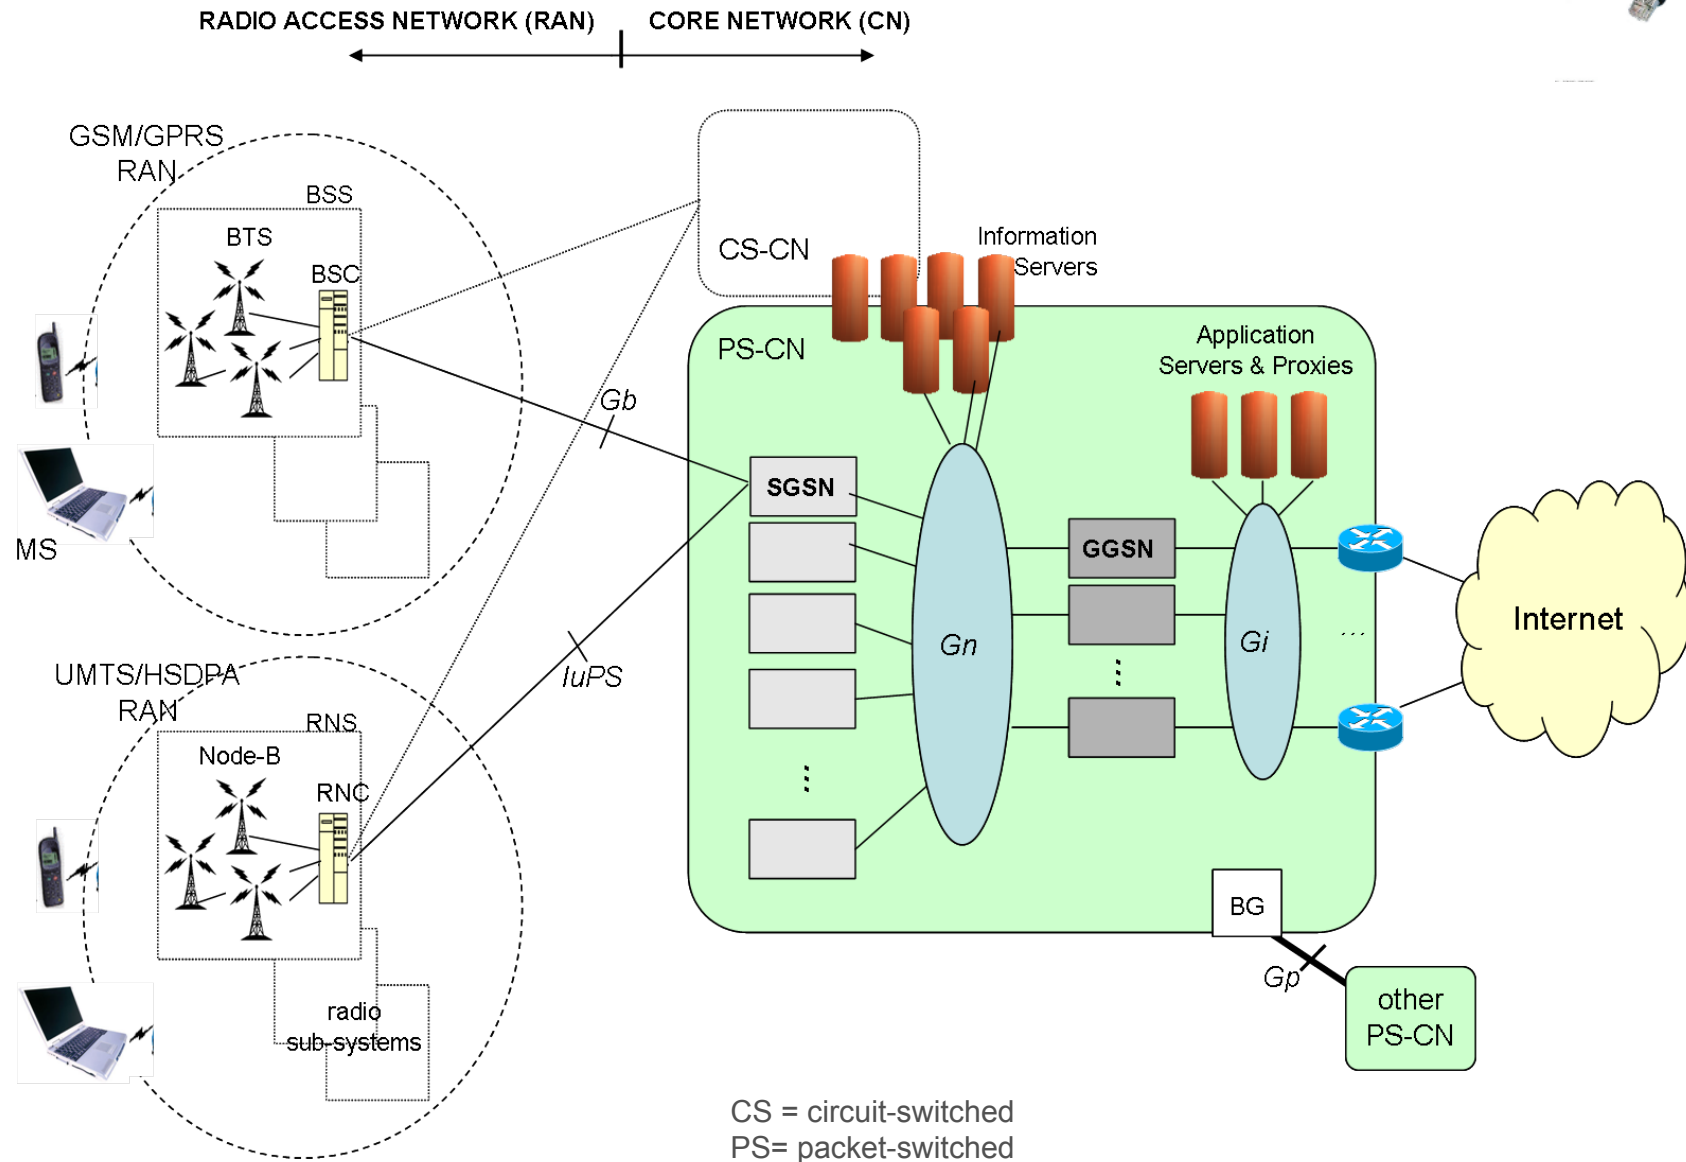 RADIO ACCESS NETWORK (RAN)
CORE NETWORK (CN)
GSM/GPRS
RAN
BSS
BTS
BSC
MS
CS-CN
Information
Servers
PS-CN
Application
Servers & Proxies
Gb
SGSN
GGSN
Gn
Gi
...
Internet
IuPS
UMTS/HSDPA
RAN
RNS
Node-B
RNC
...
...
BG
Gp
other
PS-CN
radio
sub-systems
CS = circuit-switched
PS= packet-switched